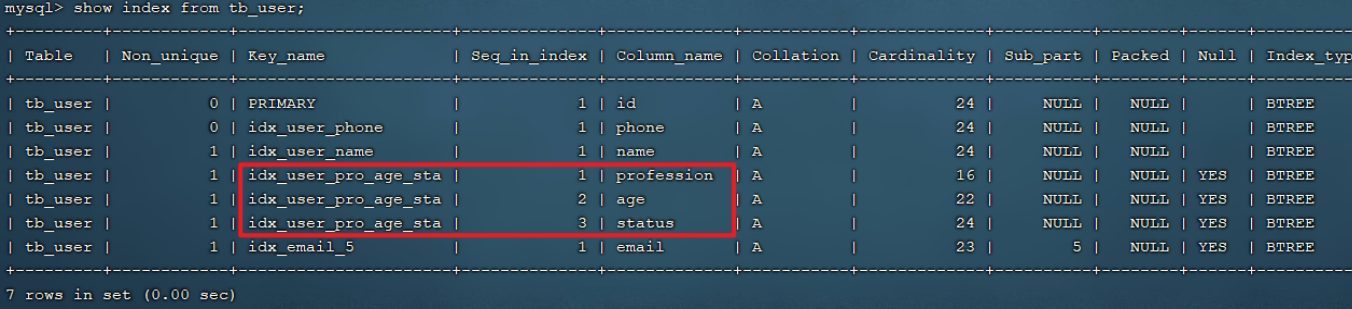 mysql> show index from tb_user;
+---------+------------+--------------------+--------------+-------------+-----------+-------------+----------+--------+------+-----------
| Table | Non_unique | Key_name | Seq_in_index | Column_name | Collation | Cardinality | Sub_part | Packed | Null | Index_typ
+---------+------------+--------------------+--------------+-------------+-----------+-------------+----------+--------+------+-----------
| tb_user | 0 | PRIMARY | 1 | id | A | 24 | NULL | NULL | | BTREE
| tb_user | 0 | idx_user_phone | 1 | phone | A | 24 | NULL | NULL | | BTREE
| tb_user | 1 | idx_user_name | 1 | name | A | 24 | NULL | NULL | | BTREE
| tb_user | 1 | idx_user_pro_age_sta | 1 | profession | A | 16 | NULL | NULL | YES | BTREE
| tb_user | 1 | idx_user_pro_age_sta | 2 | age | A | 22 | NULL | NULL | YES | BTREE
| tb_user | 1 | idx_user_pro_age_sta | 3 | status | A | 24 | NULL | NULL | YES | BTREE
| tb_user | 1 | idx_email_5 | 1 | email | A | 23 | 5 | NULL | YES | BTREE
+---------+------------+--------------------+--------------+-------------+-----------+-------------+----------+--------+------+-----------
7 rows in set (0.00 sec)